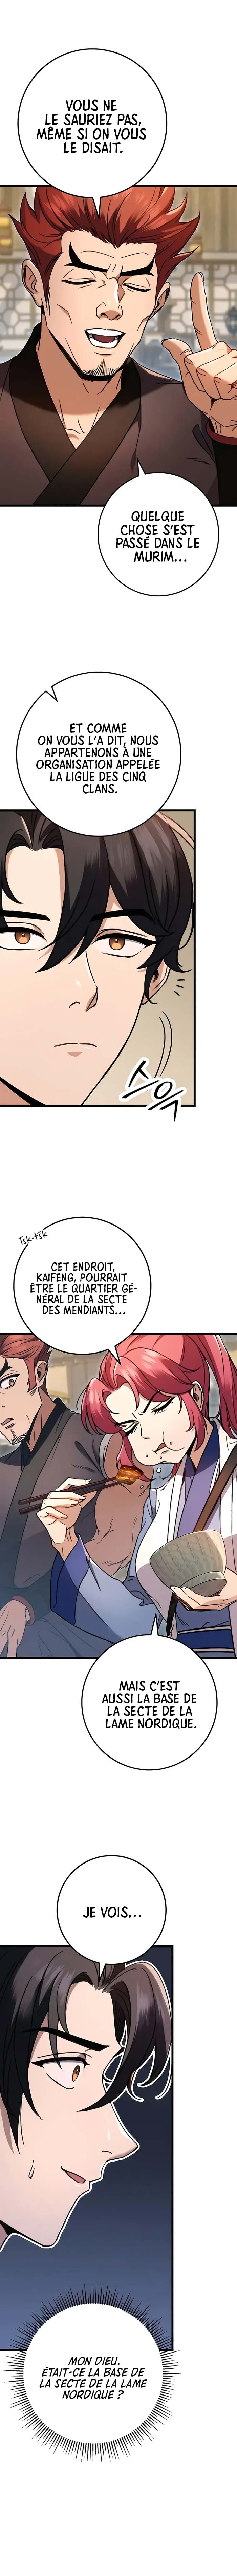 VOUS NE
LE SAURIEZ PAS,
MÊME SI ON VOUS
LE DISAIT.
QUELQUE
CHOSE S'EST
PASSÉ DANS LE
MURIM...
ET COMME
ON VOUS L'A DIT, NOUS
APPARTENONS À UNE
ORGANISATION APPELÉE
LA LIGUE DES CINQ
CLANS.
스윽
Tsk-tsk
CET ENDROIT,
KAIFENG, POURRAIT
ÊTRE LE QUARTIER GÉ-
NÉRAL DE LA SECTE
DES MENDIANTS...
MAIS C'EST
AUSSI LA BASE DE
LA SECTE DE LA
LAME NORDIQUE.
JE VOIS...
MON DIEU.
ÉTAIT-CE LA BASE DE
LA SECTE DE LA LAME
NORDIQUE ?